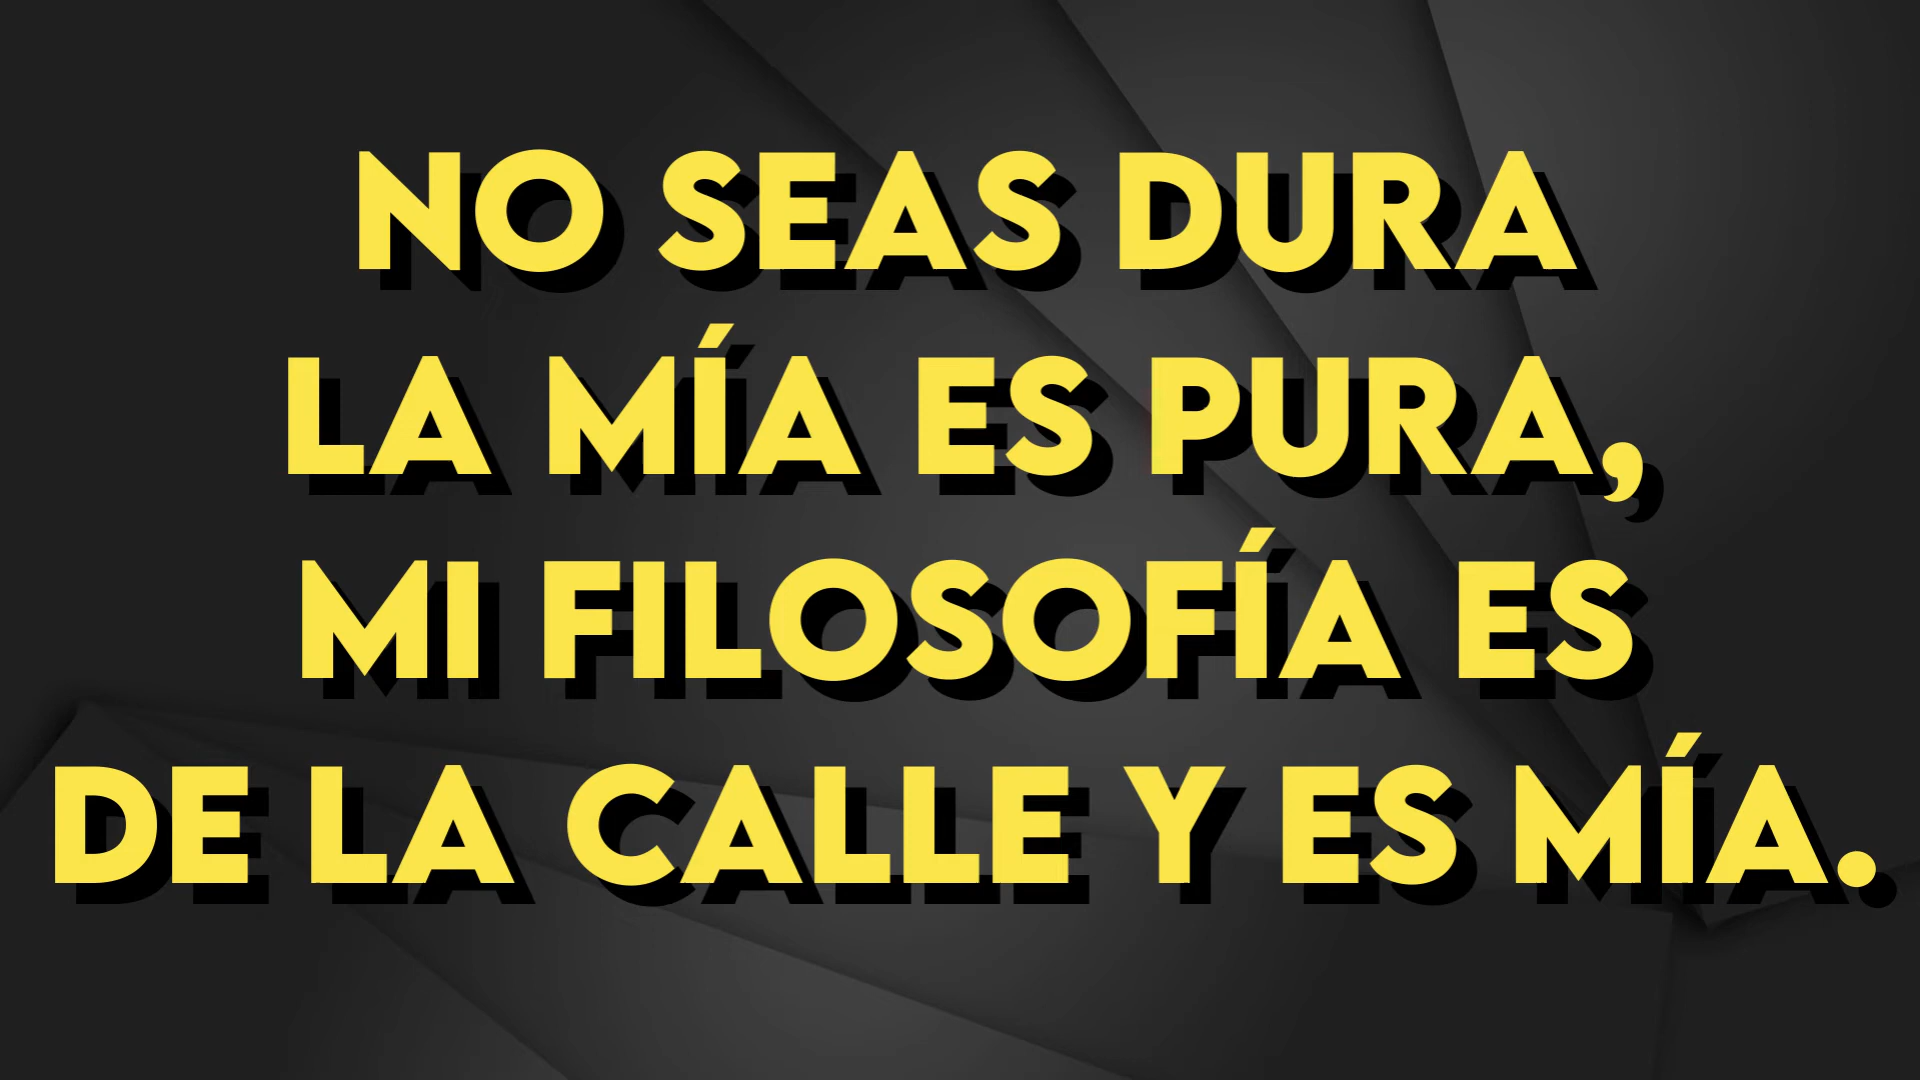 NO SEAS DURA
LA MÍA ES PURA,
MI FILOSOFÍA ES
DE LA CALLE Y ES MÍA.